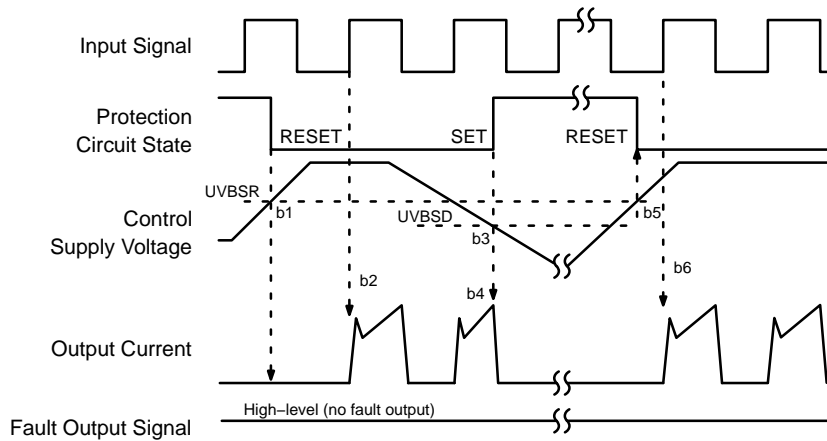 Input Signal
Protection
Circuit State
RESET
SET
RESET
UVBSR
b1
UVBSD
b3
b5
Control
Supply Voltage
b2
b4
b6
Output Current
High−level (no fault output)
Fault Output Signal